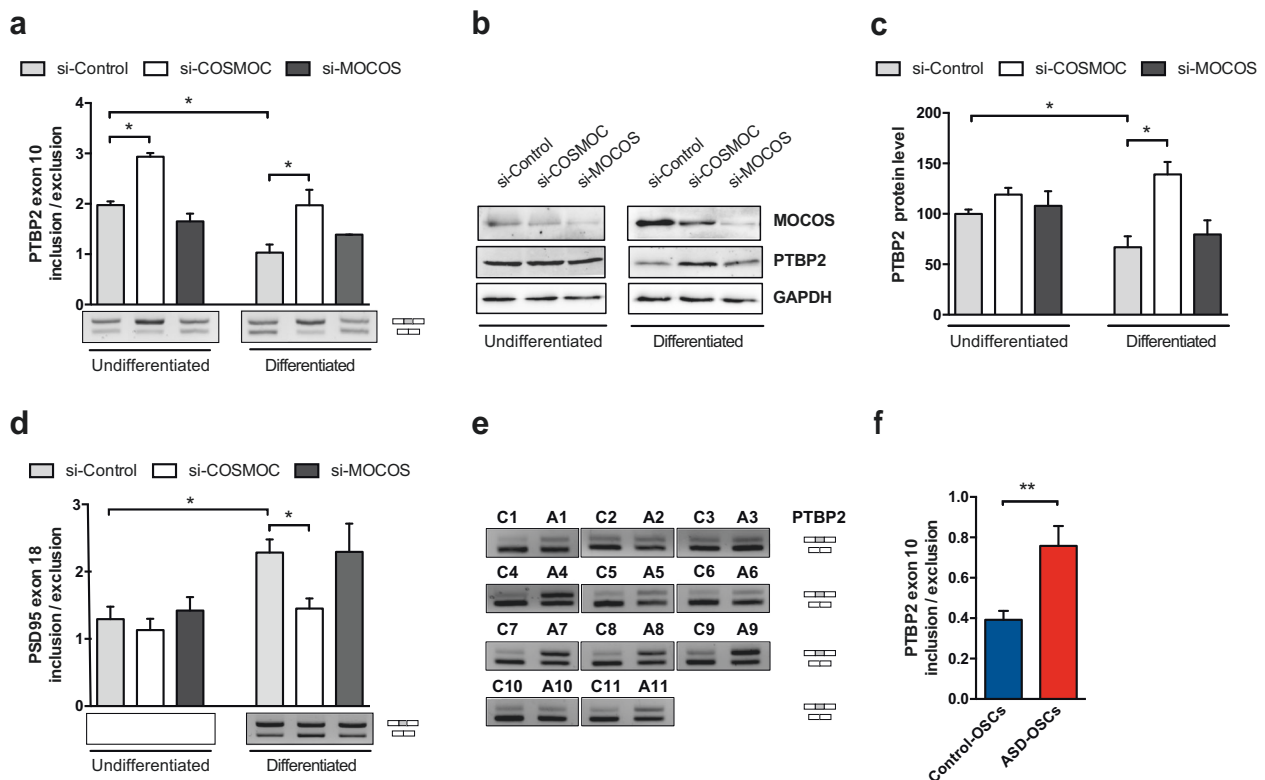 a
si-Control si-COSMOC si-MOCOS
PTBP2 exon 10
inclusion / exclusion
4
3
2
1
0
*
*
*
Undifferentiated
Differentiated
b
si-Control
si-COSMOC
si-MOCOS
si-Control
si-COSMOC
si-MOCOS
MOCOS
PTBP2
GAPDH
Undifferentiated
Differentiated
c
si-Control si-COSMOC si-MOCOS
PTBP2 protein level
200
150
100
50
0
*
*
Undifferentiated
Differentiated
d
si-Control si-COSMOC si-MOCOS
PSD95 exon 18
inclusion / exclusion
3
2
1
0
*
*
Undifferentiated
Differentiated
e
C1 A1 C2 A2 C3 A3 PTBP2
C4 A4 C5 A5 C6 A6
C7 A7 C8 A8 C9 A9
C10 A10 C11 A11
f
PTBP2 exon 10
inclusion / exclusion
1.0
0.8
0.6
0.4
0.2
0.0
**
Control-OSCs
ASD-OSCs